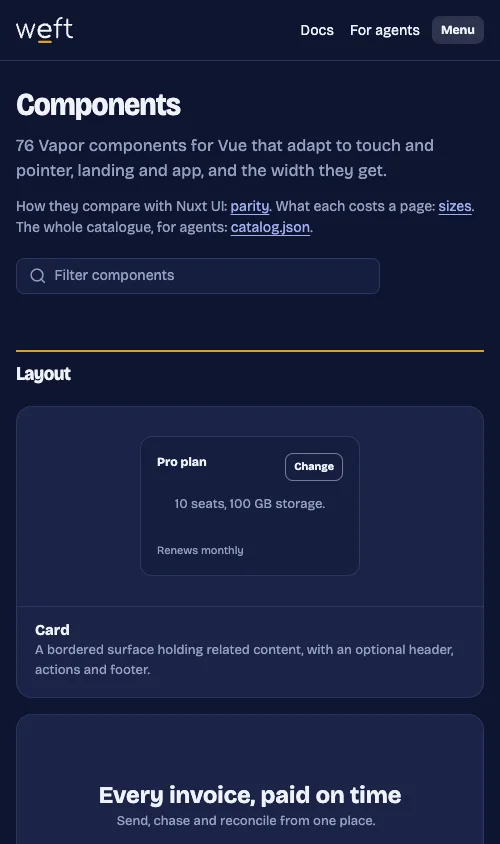 weft
Docs For agents Menu
Components
76 Vapor components for Vue that adapt to touch and
pointer, landing and app, and the width they get.
How they compare with Nuxt UI: parity. What each costs a page: sizes.
The whole catalogue, for agents: catalog.json.
Filter components
Layout
Pro plan Change
10 seats, 100 GB storage.
Renews monthly
Card
A bordered surface holding related content, with an optional header,
actions and footer.
Every invoice, paid on time
Send, chase and reconcile from one place.